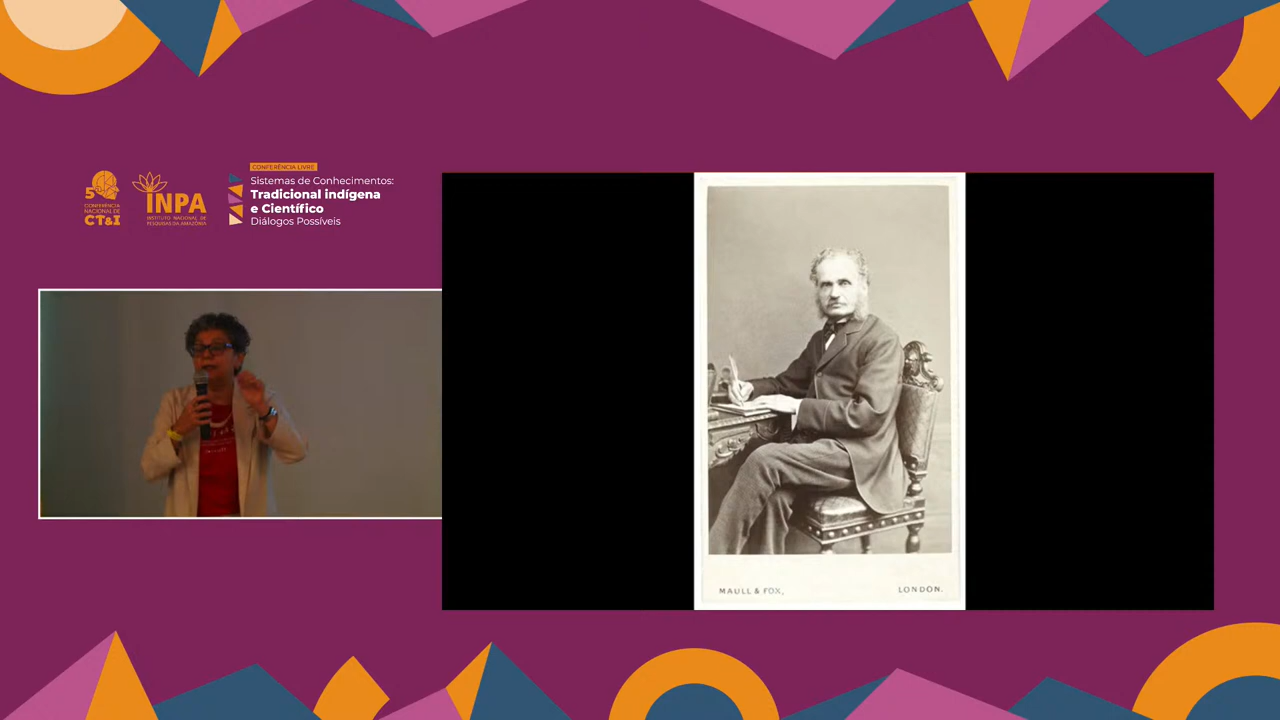 CONFERÊNCIA LIVRE
Sistemas de Conhecimentos:
Tradicional indígena
e Científico
Diálogos Possíveis
5
CONFERÊNCIA
NACIONAL DE
CT&I
INPA
INSTITUTO NACIONAL DE
PESQUISAS DA AMAZÔNIA
MAULL & FOX,
LONDON.